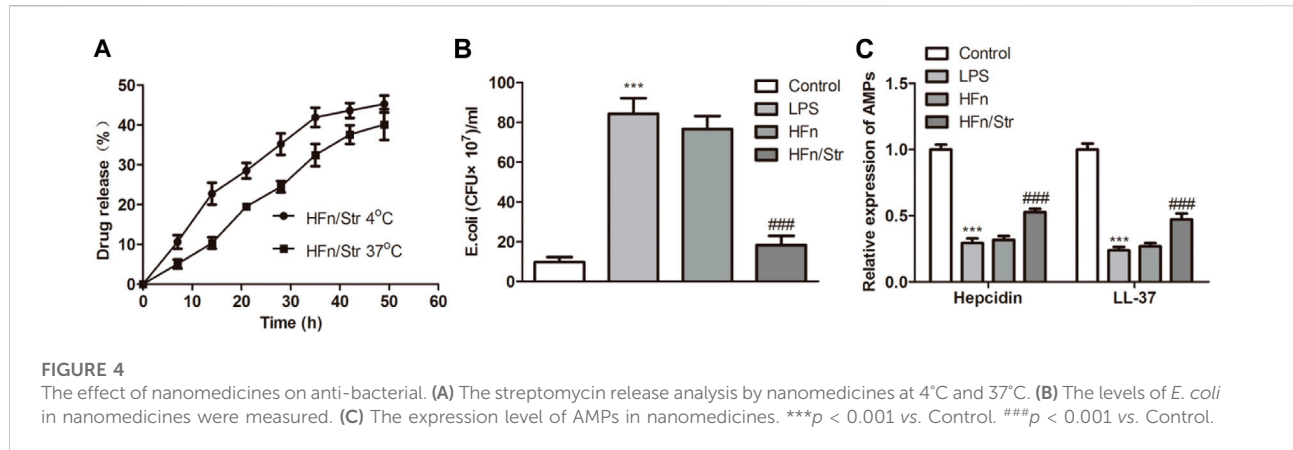 A
Drug release (%)
50
40
30
20
10
0
HFn/Str 4°C
HFn/Str 37°C
0 10 20 30 40 50 60
Time (h)
B
E.coli (CFU× 10⁷)/ml
100
80
60
40
20
0
***
###
Control
LPS
HFn
HFn/Str
C
Relative expression of AMPs
1.5
1.0
0.5
0.0
Control
LPS
HFn
HFn/Str
***
###
***
###
Hepcidin LL-37
FIGURE 4
The effect of nanomedicines on anti-bacterial. (A) The streptomycin release analysis by nanomedicines at 4°C and 37°C. (B) The levels of E. coli
in nanomedicines were measured. (C) The expression level of AMPs in nanomedicines. ***p < 0.001 vs. Control. ###p < 0.001 vs. Control.